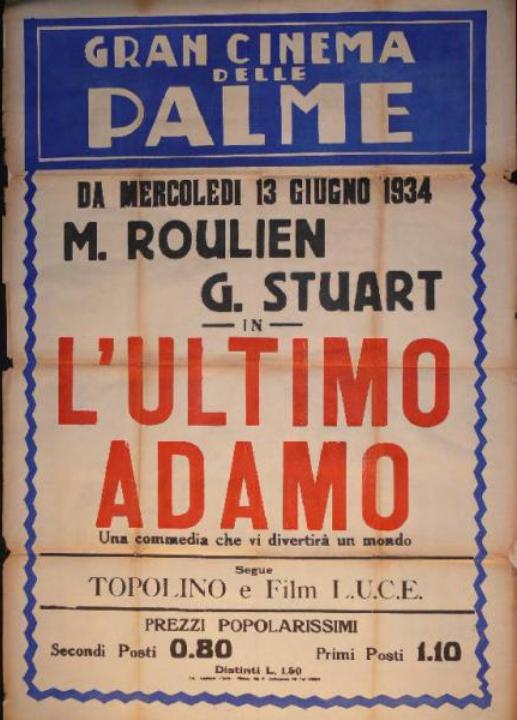 GRAN CINEMA
DELLE
PALME
DA MERCOLEDI 13 GIUGNO 1934
M. ROULIEN
G. STUART
IN
L'ULTIMO
ADAMO
Una commedia che vi divertirà un mondo
Segue
TOPOLINO e Film L.U.C.E.
PREZZI POPOLARISSIMI
Secondi Posti 0.80 Primi Posti 1.10
Distinti L. 1.50